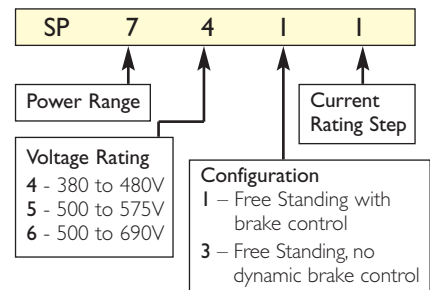 SP 7 4 1 1
Power Range
Current
Rating Step
Voltage Rating
4 - 380 to 480V
5 - 500 to 575V
6 - 500 to 690V
Configuration
1 – Free Standing with
brake control
3 – Free Standing, no
dynamic brake control